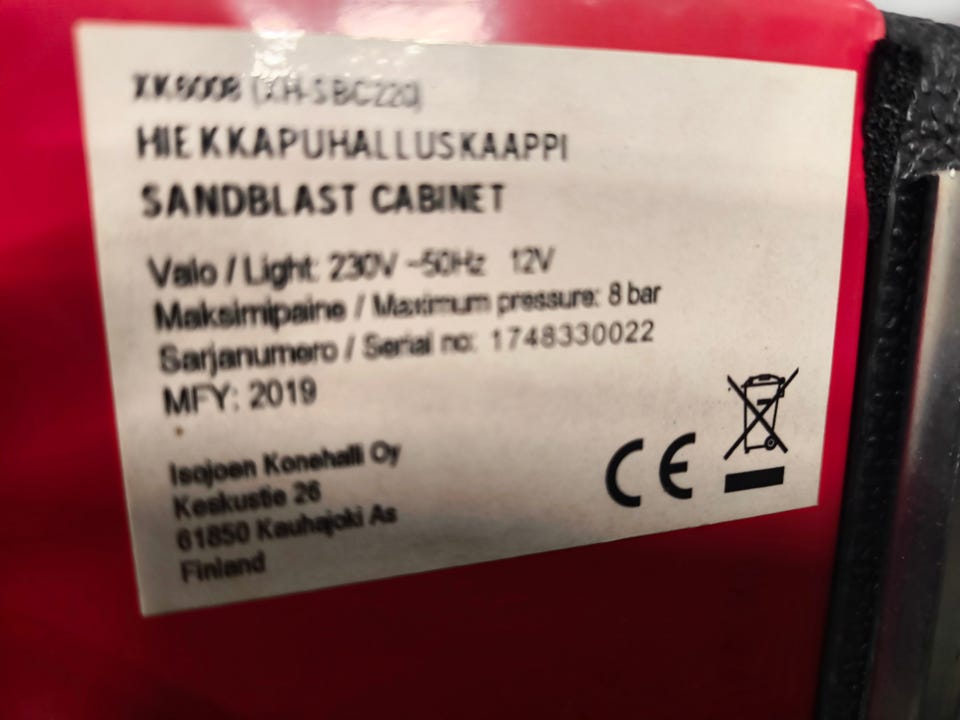 XK6008 (XH-SBC220)
HIEKKAPUHALLUSKAAPPI
SANDBLAST CABINET
Valo / Light: 230V ~50Hz 12V
Maksimipaine / Maximum pressure: 8 bar
Sarjanumero / Serial no: 1748330022
MFY: 2019
Isojoen Konehalli Oy
Keskustie 26
61850 Kauhajoki As
Finland
CE